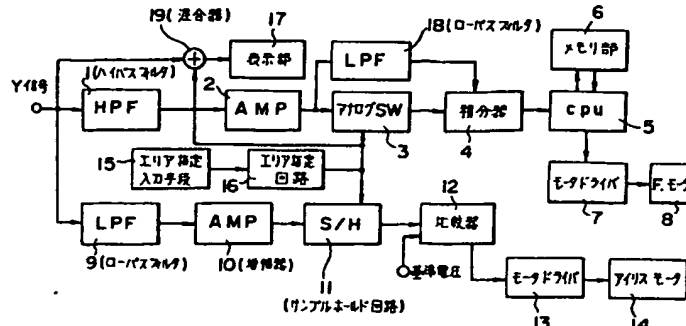 19(混合器)
17
18(ローパスフィルタ)
6
1(ハイパスフィルタ)
表示部
LPF
メモリ部
Y信号
2
HPF
AMP
アナログSW
積分器
cpu
3
4
5
15
エリア指定
入力手段
16
エリア指定
回路
12
モータドライバ
F.モータ
7
8
LPF
AMP
S/H
比較器
9(ローパスフィルタ)
10(増幅器)
11
(サンプルホールド回路)
基準電圧
モータドライバ
アイリスモータ
13
14